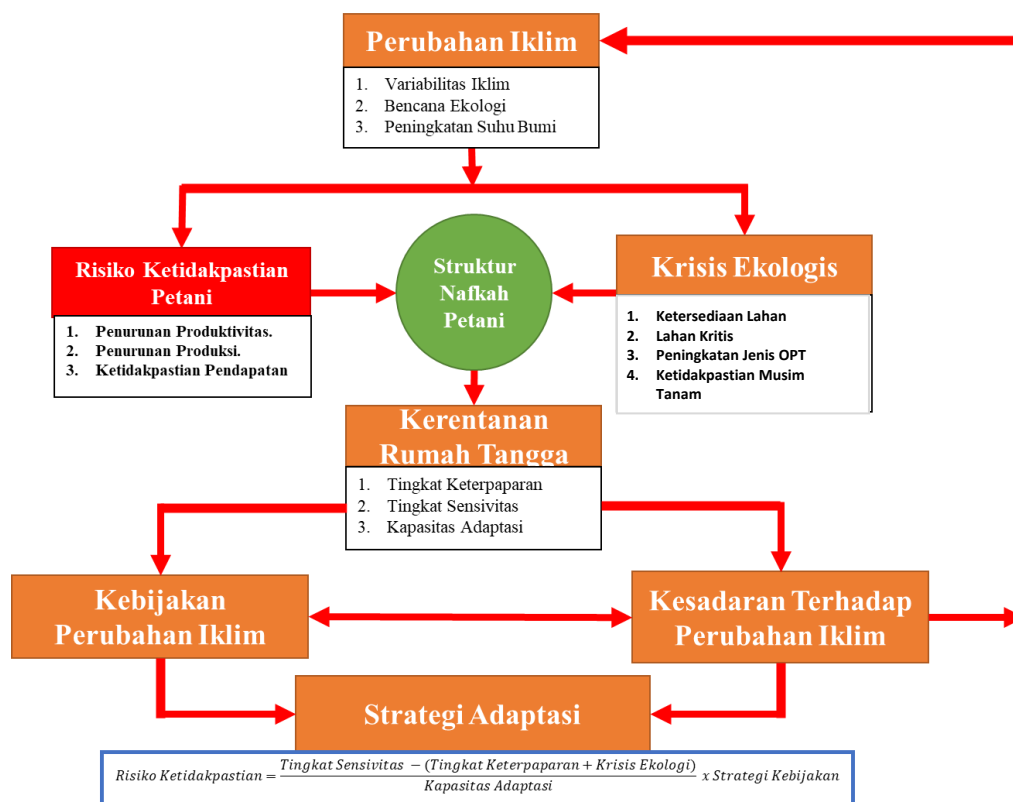 Perubahan Iklim
1. Variabilitas Iklim
2. Bencana Ekologi
3. Peningkatan Suhu Bumi
Risiko Ketidakpastian
Petani
1. Penurunan Produktivitas.
2. Penurunan Produksi.
3. Ketidakpastian Pendapatan
Struktur
Nafkah
Petani
Krisis Ekologis
1. Ketersediaan Lahan
2. Lahan Kritis
3. Peningkatan Jenis OPT
4. Ketidakpastian Musim
Tanam
Kerentanan
Rumah Tangga
1. Tingkat Keterpaparan
2. Tingkat Sensivitas
3. Kapasitas Adaptasi
Kebijakan
Perubahan Iklim
Kesadaran Terhadap
Perubahan Iklim
Strategi Adaptasi
Risiko Ketidakpastian = Tingkat Sensivitas − (Tingkat Keterpaparan + Krisis Ekologi) / Kapasitas Adaptasi x Strategi Kebijakan